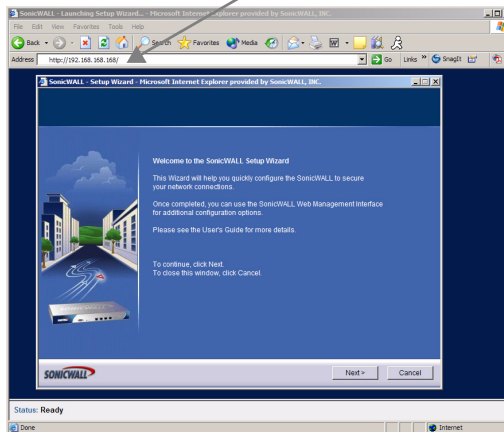 SonicWALL - Launching Setup Wizard... - Microsoft Internet Explorer provided by SonicWALL, INC.
File Edit View Favorites Tools Help
Back Search Favorites Media
Address http://192.168.168.168/ Go Links » SnagIt
SonicWALL - Setup Wizard - Microsoft Internet Explorer provided by SonicWALL, INC.
Welcome to the SonicWALL Setup Wizard
This Wizard will help you quickly configure the SonicWALL to secure
your network connections.
Once completed, you can use the SonicWALL Web Management Interface
for additional configuration options.
Please see the User's Guide for more details.
To continue, click Next.
To close this window, click Cancel.
SONICWALL
Next > Cancel
Status: Ready
Done Internet